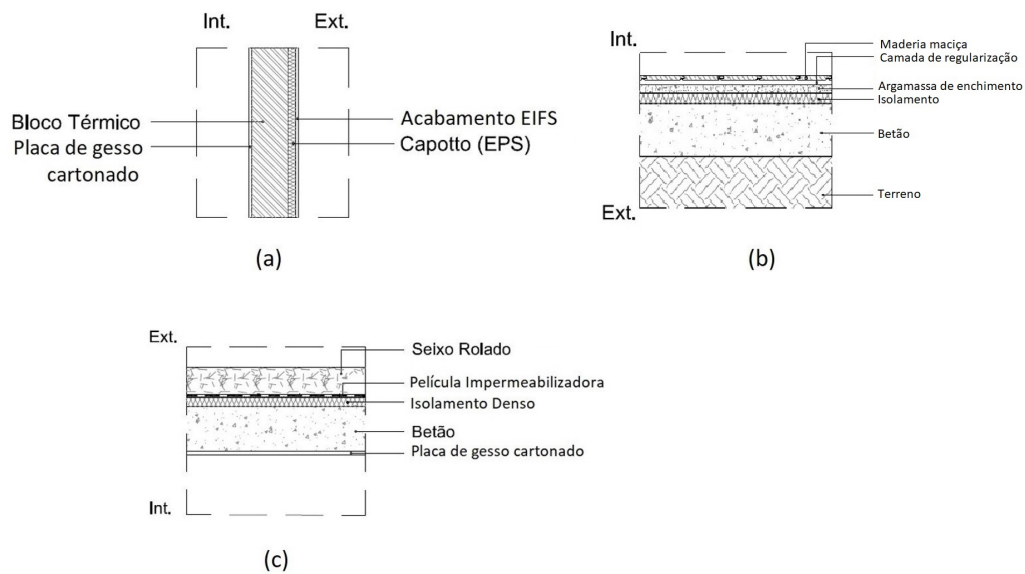 Int.
Ext.
Bloco Térmico
Placa de gesso
cartonado
Acabamento EIFS
Capotto (EPS)
(a)
Int.
Maderia maciça
Camada de regularização
Argamassa de enchimento
Isolamento
Betão
Terreno
Ext.
(b)
Ext.
Seixo Rolado
Película Impermeabilizadora
Isolamento Denso
Betão
Placa de gesso cartonado
Int.
(c)